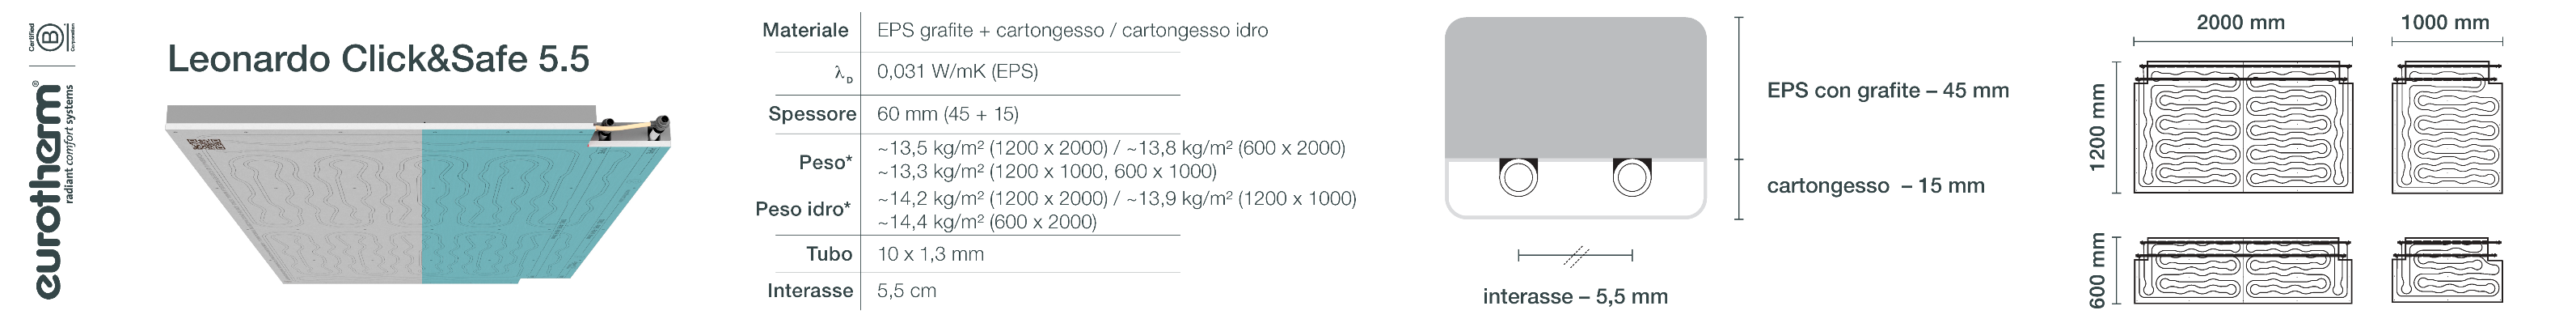 Certified
B
Corporation
eurotherm®
radiant comfort systems
Leonardo Click&Safe 5.5
Materiale EPS grafite + cartongesso / cartongesso idro
λD 0,031 W/mK (EPS)
Spessore 60 mm (45 + 15)
Peso* ~13,5 kg/m² (1200 x 2000) / ~13,8 kg/m² (600 x 2000)
~13,3 kg/m² (1200 x 1000, 600 x 1000)
Peso idro* ~14,2 kg/m² (1200 x 2000) / ~13,9 kg/m² (1200 x 1000)
~14,4 kg/m² (600 x 2000)
Tubo 10 x 1,3 mm
Interasse 5,5 cm
EPS con grafite – 45 mm
cartongesso – 15 mm
interasse – 5,5 mm
2000 mm
1000 mm
1200 mm
600 mm